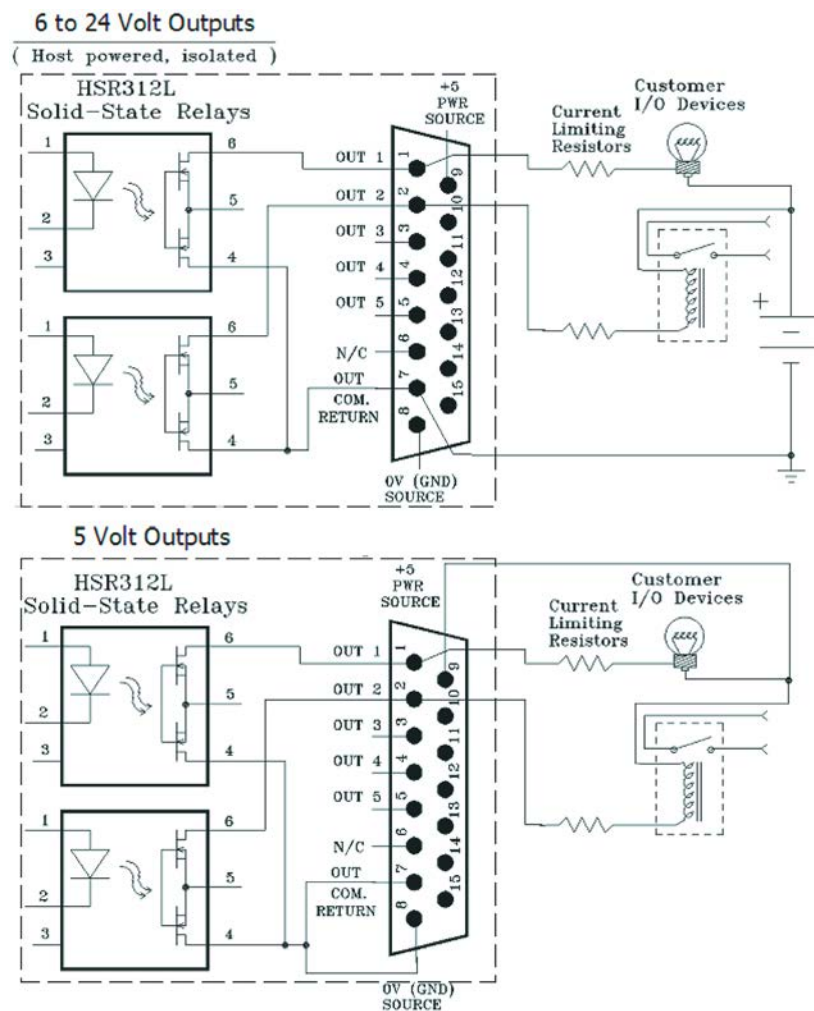 6 to 24 Volt Outputs
( Host powered, isolated )
HSR312L
Solid-State Relays
+5
PWR
SOURCE
Current
Limiting
Resistors
Customer
I/O Devices
1
2
3
6
5
4
1
2
3
6
5
4
OUT 1
OUT 2
OUT 3
OUT 4
OUT 5
N/C
OUT
COM.
RETURN
1
2
3
4
5
6
7
8
9
10
11
12
13
14
15
+
0V (GND)
SOURCE
5 Volt Outputs
HSR312L
Solid-State Relays
+5
PWR
SOURCE
Current
Limiting
Resistors
Customer
I/O Devices
1
2
3
6
5
4
1
2
3
6
5
4
OUT 1
OUT 2
OUT 3
OUT 4
OUT 5
N/C
OUT
COM.
RETURN
1
2
3
4
5
6
7
8
9
10
11
12
13
14
15
0V (GND)
SOURCE